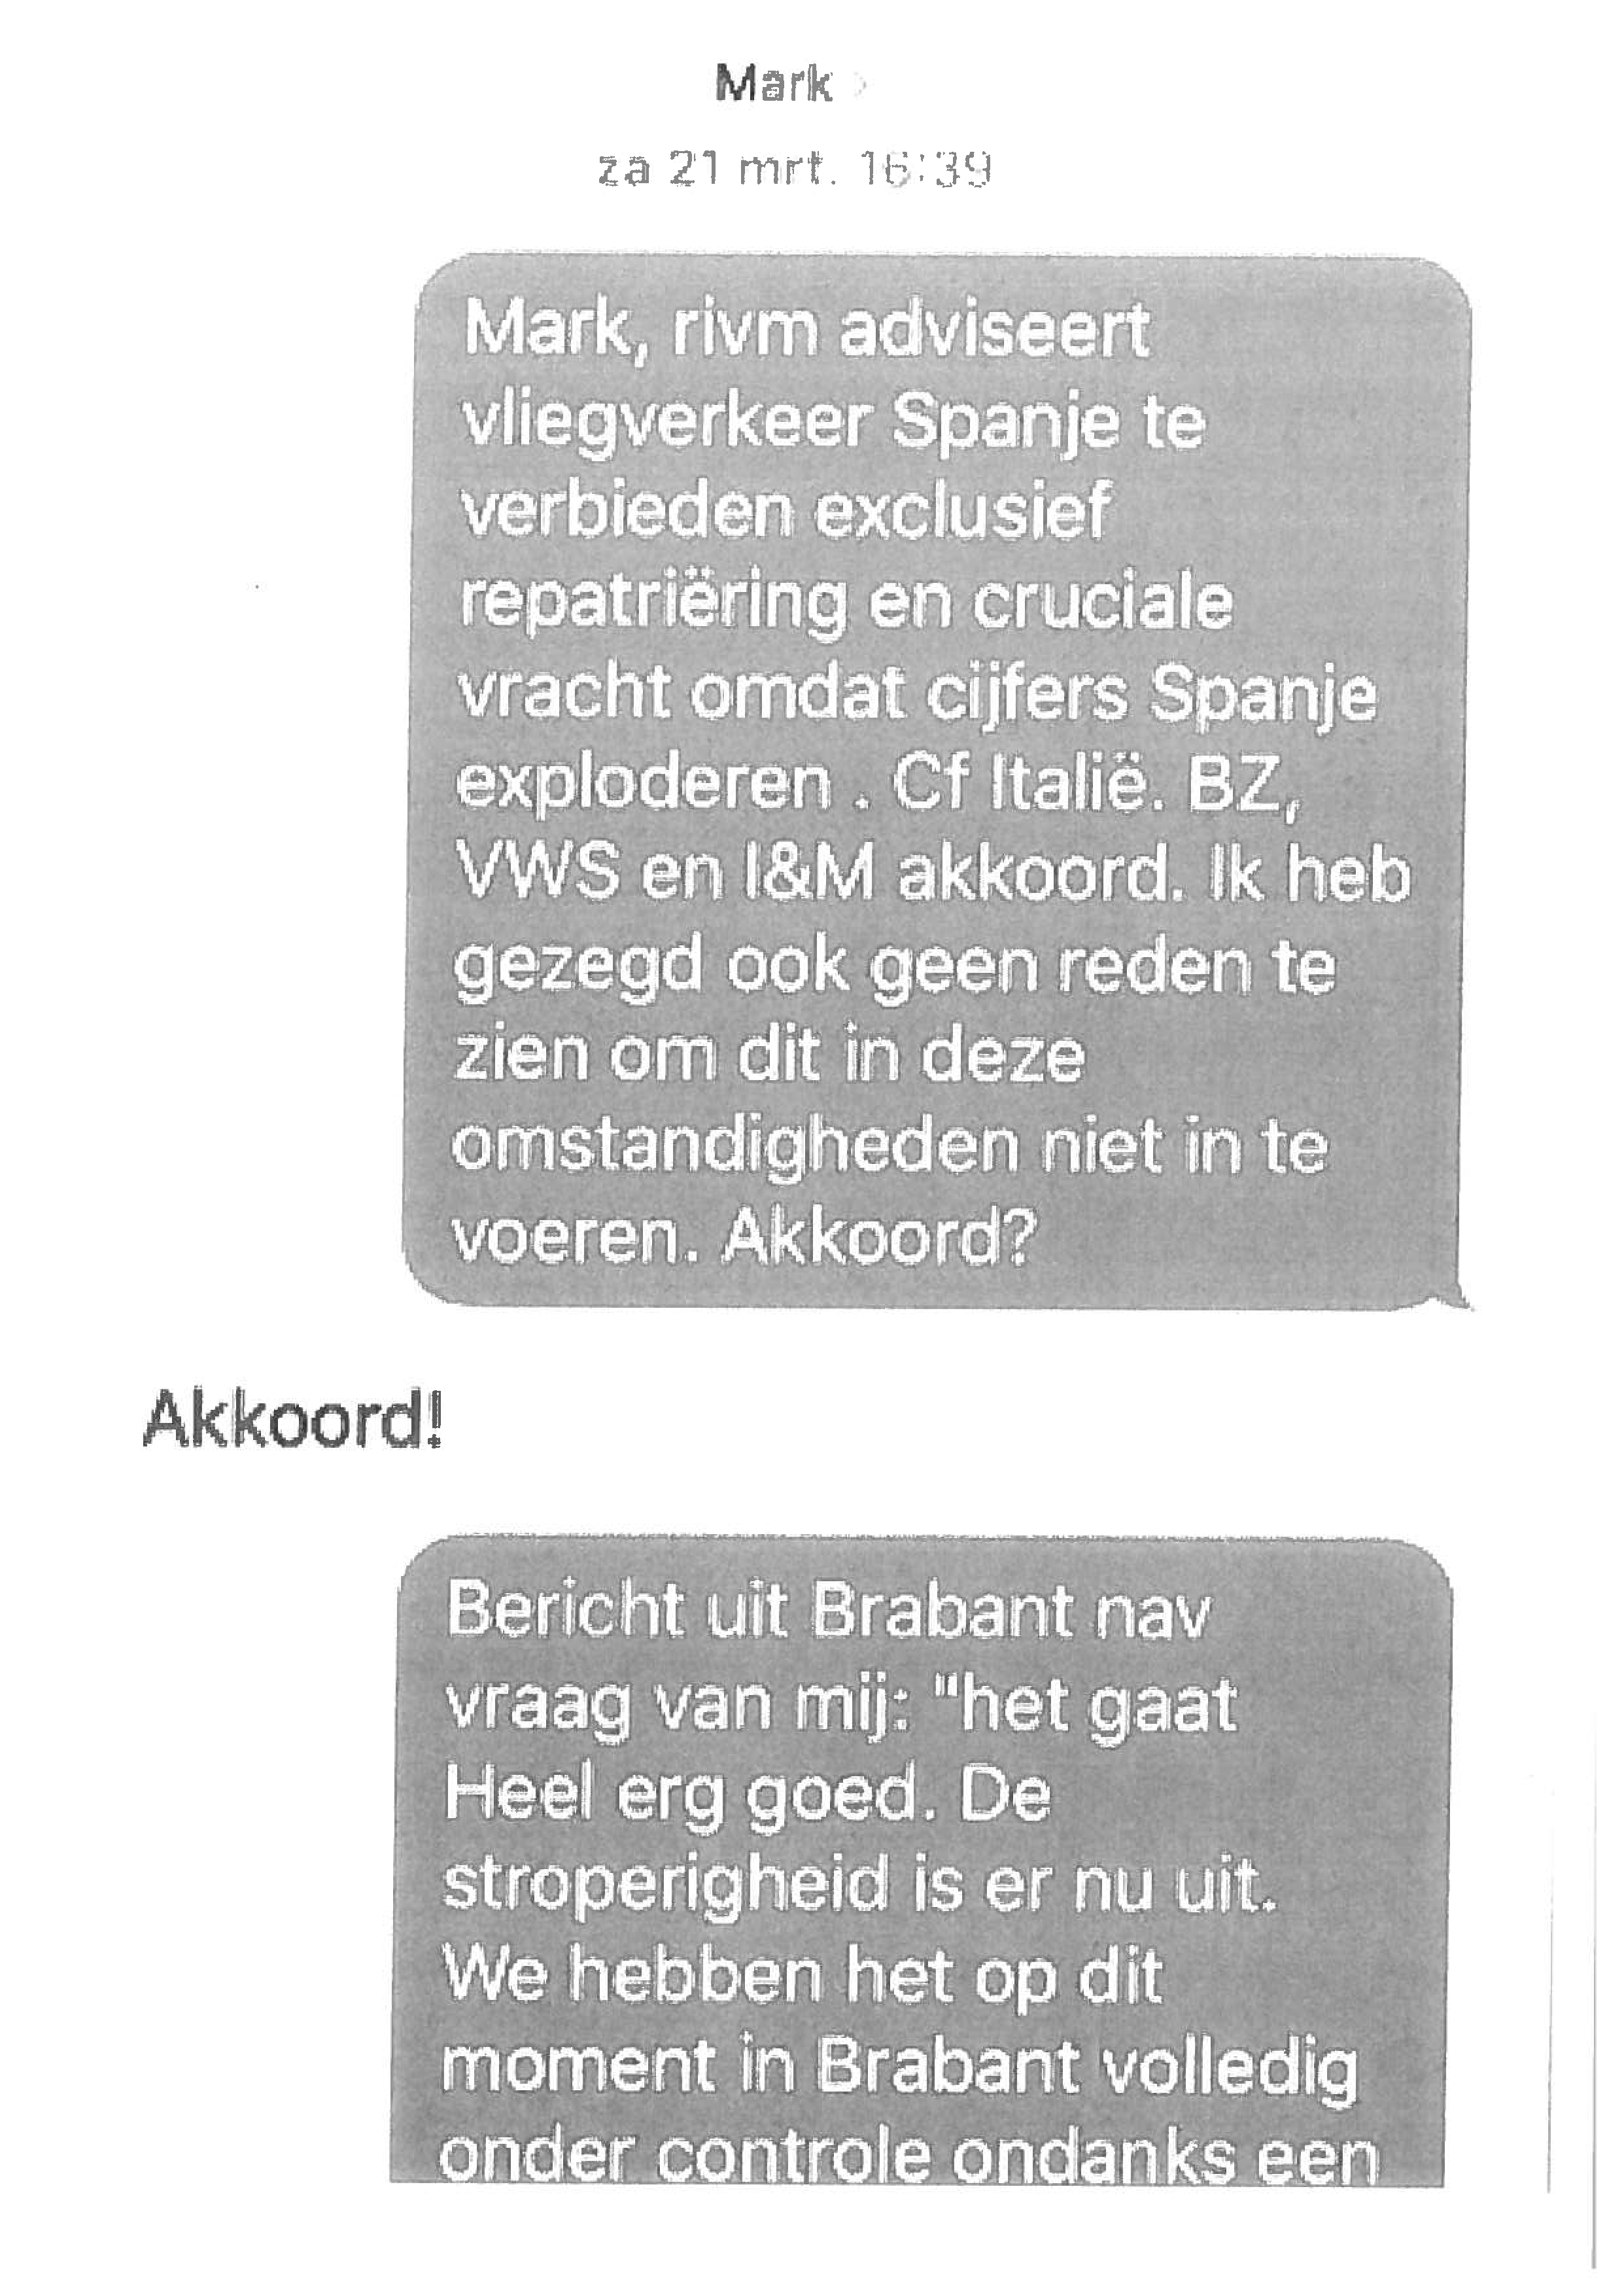 Mark
za 21 mrt. 16:39
Mark, rivm adviseert
vliegverkeer Spanje te
verbieden exclusief
repatriëring en cruciale
vracht omdat cijfers Spanje
exploderen . Cf Italië. BZ,
VWS en I&M akkoord. Ik heb
gezegd ook geen reden te
zien om dit in deze
omstandigheden niet in te
voeren. Akkoord?
Akkoord!
Bericht uit Brabant nav
vraag van mij: "het gaat
Heel erg goed. De
stroperigheid is er nu uit.
We hebben het op dit
moment in Brabant volledig
onder controle ondanks een